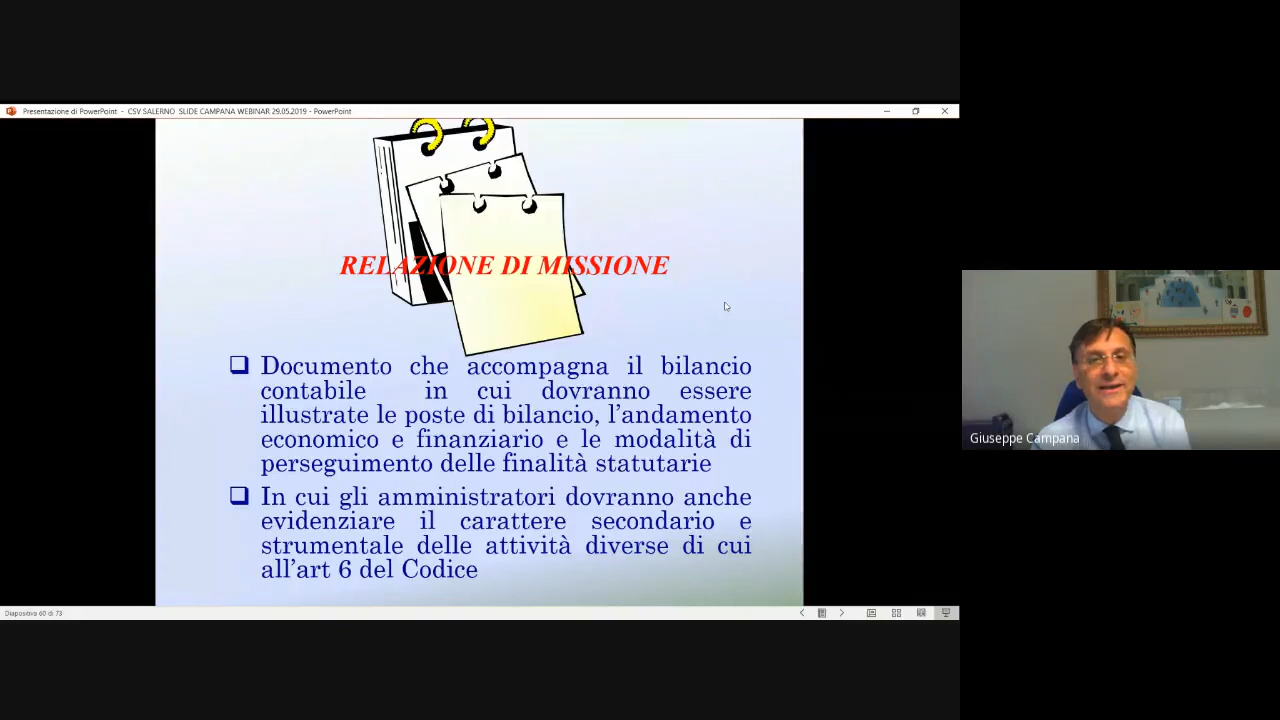 Presentazione di PowerPoint - CSV SALERNO SLIDE CAMPANA WEBINAR 29.05.2019 - PowerPoint
RELAZIONE DI MISSIONE
Documento che accompagna il bilancio
contabile in cui dovranno essere
illustrate le poste di bilancio, l’andamento
economico e finanziario e le modalità di
perseguimento delle finalità statutarie
In cui gli amministratori dovranno anche
evidenziare il carattere secondario e
strumentale delle attività diverse di cui
all’art 6 del Codice
Giuseppe Campana
Diapositiva 60 di 73